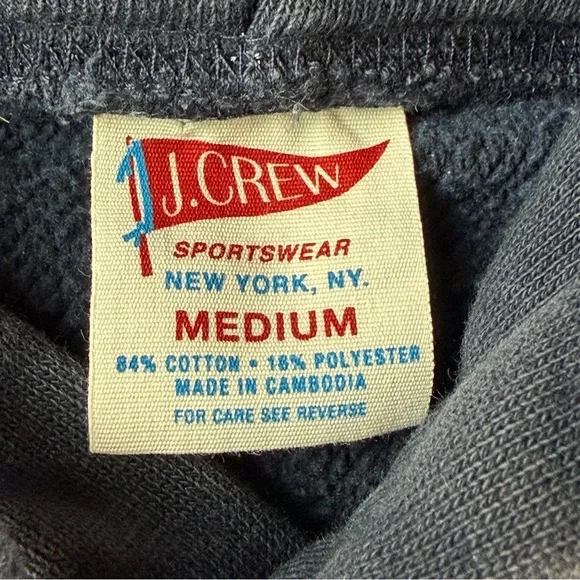 J.CREW
SPORTSWEAR
NEW YORK, NY.
MEDIUM
84% COTTON • 16% POLYESTER
MADE IN CAMBODIA
FOR CARE SEE REVERSE